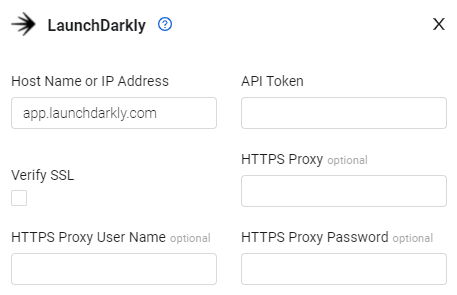 LaunchDarkly ? X
Host Name or IP Address
app.launchdarkly.com
API Token
Verify SSL
HTTPS Proxy optional
HTTPS Proxy User Name optional
HTTPS Proxy Password optional